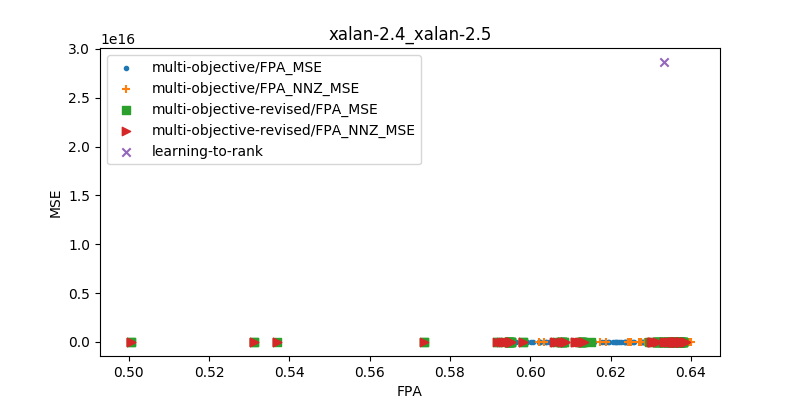 xalan-2.4_xalan-2.5
1e16
3.0
2.5
2.0
1.5
1.0
0.5
0.0
MSE
multi-objective/FPA_MSE
multi-objective/FPA_NNZ_MSE
multi-objective-revised/FPA_MSE
multi-objective-revised/FPA_NNZ_MSE
learning-to-rank
0.50 0.52 0.54 0.56 0.58 0.60 0.62 0.64
FPA